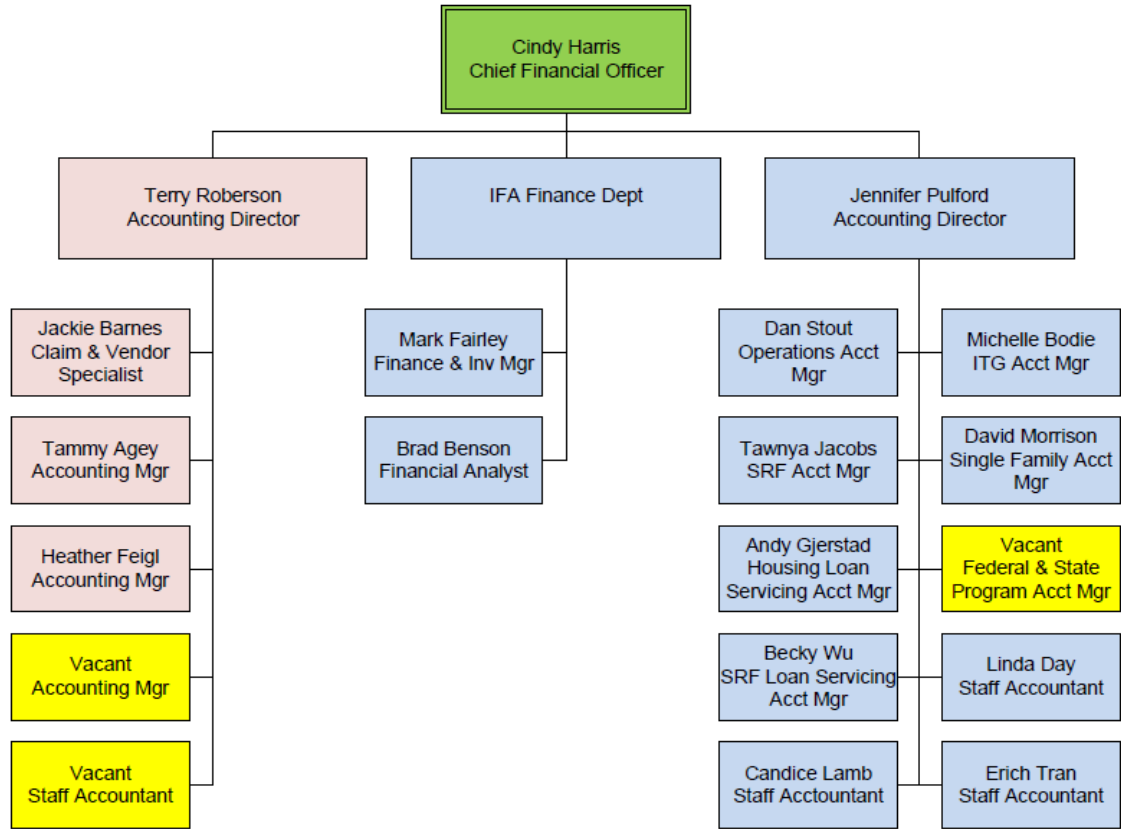 Cindy Harris
Chief Financial Officer
Terry Roberson
Accounting Director
IFA Finance Dept
Jennifer Pulford
Accounting Director
Jackie Barnes
Claim & Vendor
Specialist
Tammy Agey
Accounting Mgr
Heather Feigl
Accounting Mgr
Vacant
Accounting Mgr
Vacant
Staff Accountant
Mark Fairley
Finance & Inv Mgr
Brad Benson
Financial Analyst
Dan Stout
Operations Acct
Mgr
Michelle Bodie
ITG Acct Mgr
Tawnya Jacobs
SRF Acct Mgr
David Morrison
Single Family Acct
Mgr
Andy Gjerstad
Housing Loan
Servicing Acct Mgr
Vacant
Federal & State
Program Acct Mgr
Becky Wu
SRF Loan Servicing
Acct Mgr
Linda Day
Staff Accountant
Candice Lamb
Staff Acctountant
Erich Tran
Staff Accountant